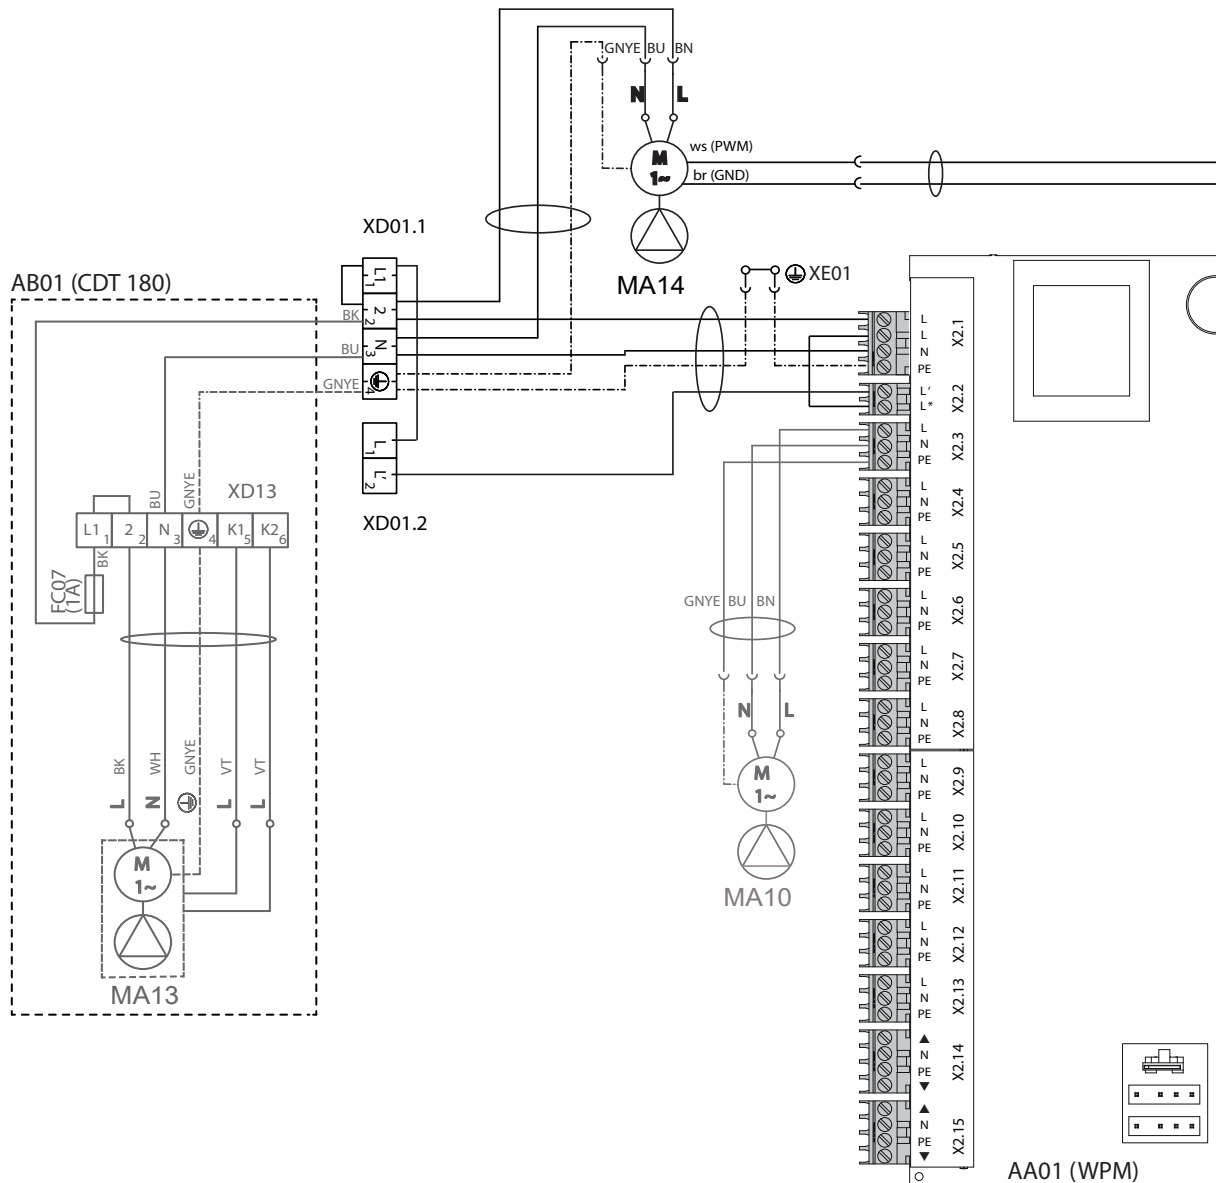 GNYE BU BN
N L
M
1~
ws (PWM)
br (GND)
MA14
XD01.1
L1 1
2 2
N 3
4
BK
BU
GNYE
L 1
L' 2
XD01.2
XE01
AB01 (CDT 180)
BU
GNYE
XD13
L1 1
2 2
N 3
4
K1 5
K2 6
BK
FC07
(1A)
BK
WH
GNYE
VT
VT
L
N
L
L
M
1~
MA13
GNYE BU BN
N L
M
1~
MA10
L
L
N
PE
X2.1
L'
L*
X2.2
L
N
PE
X2.3
L
N
PE
X2.4
L
N
PE
X2.5
L
N
PE
X2.6
L
N
PE
X2.7
L
N
PE
X2.8
L
N
PE
X2.9
L
N
PE
X2.10
L
N
PE
X2.11
L
N
PE
X2.12
L
N
PE
X2.13
▲
N
PE
▼
X2.14
▲
N
PE
▼
X2.15
AA01 (WPM)